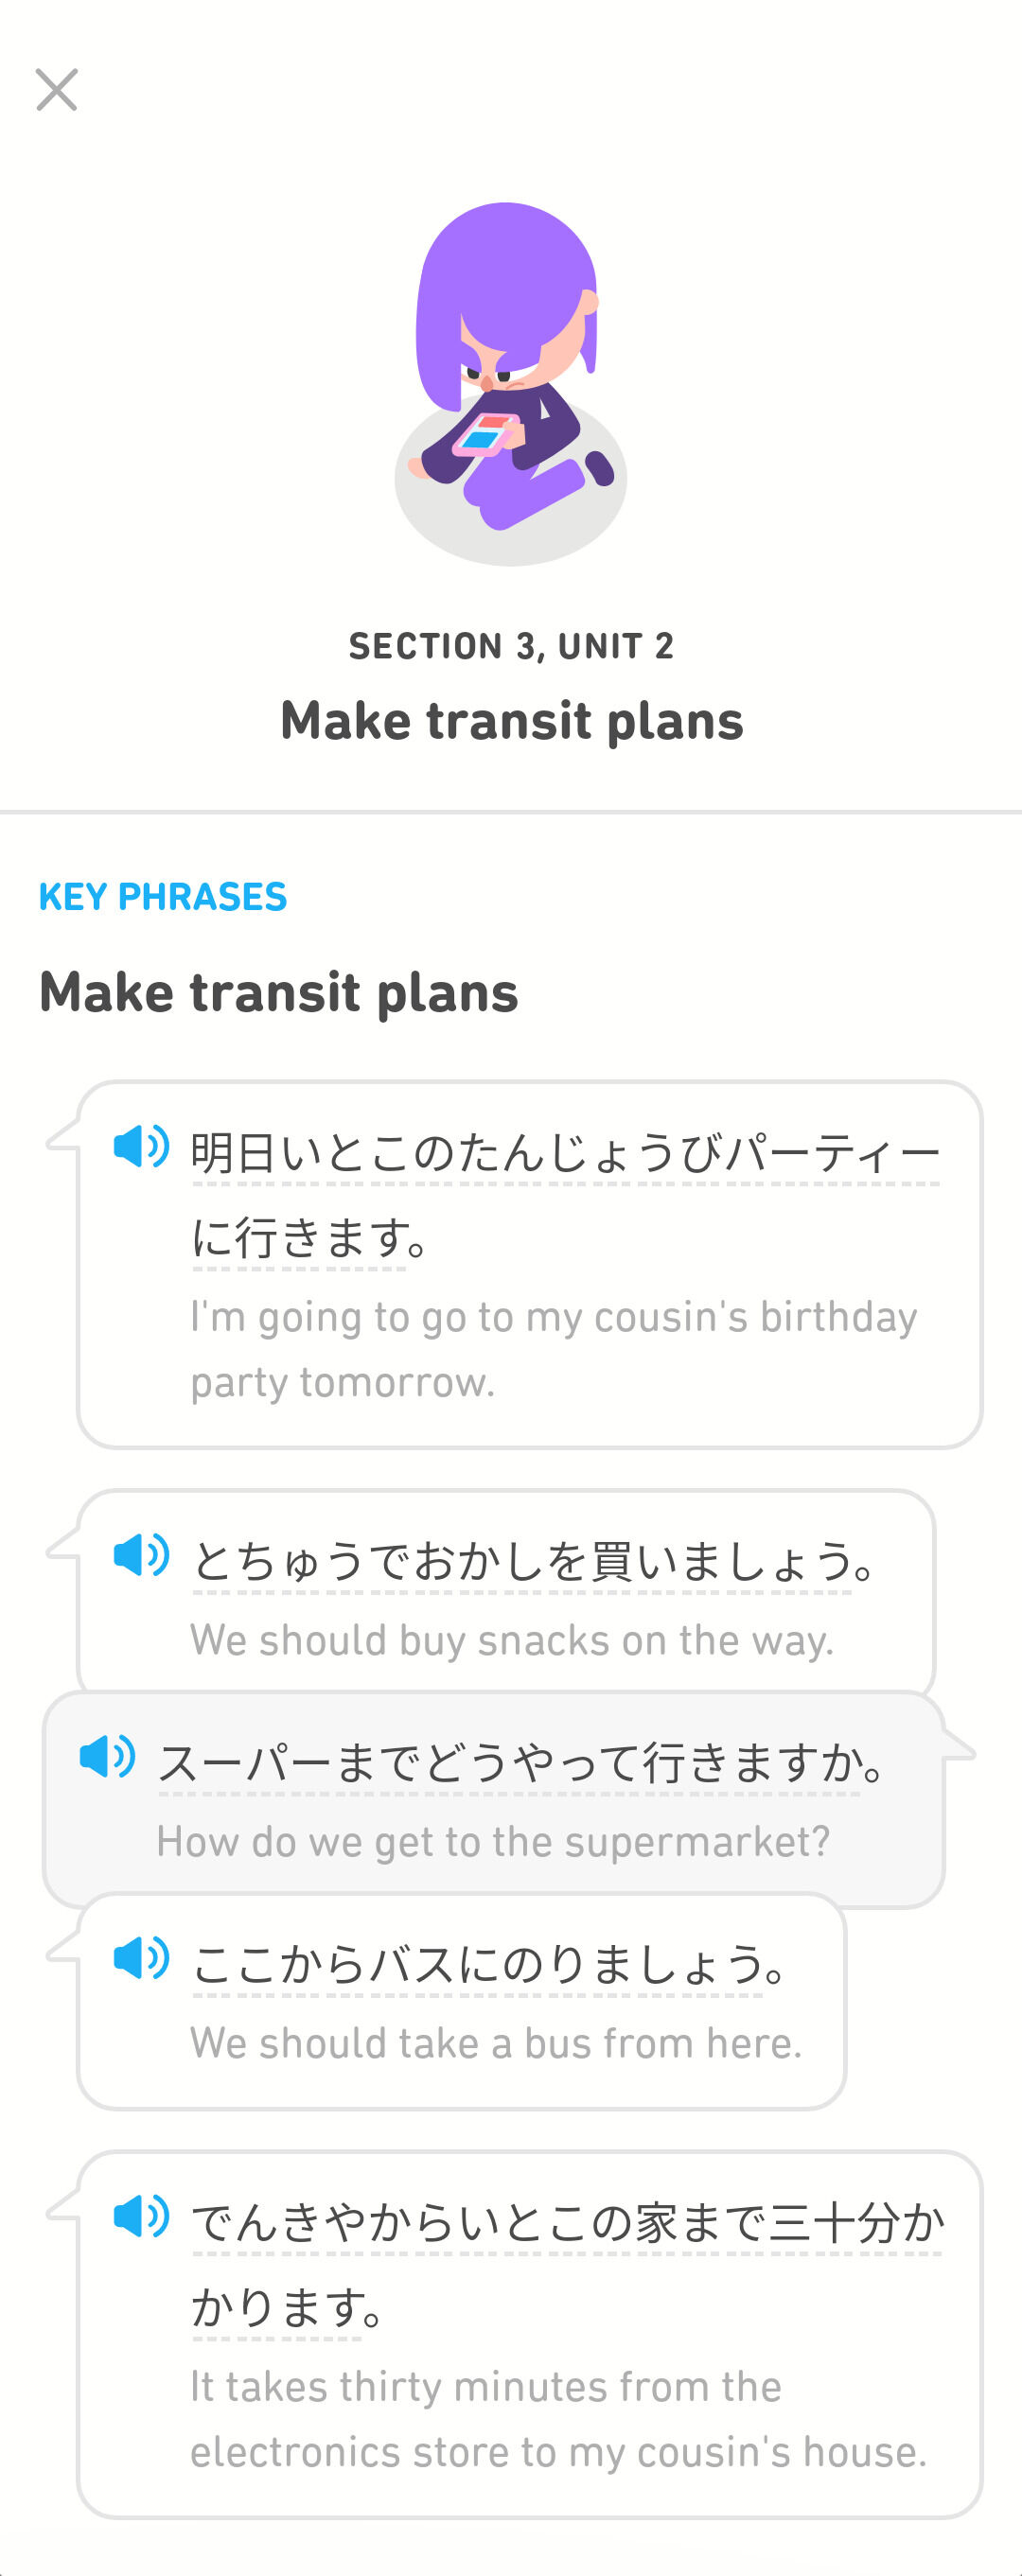 SECTION 3, UNIT 2
Make transit plans
KEY PHRASES
Make transit plans
明日いとこのたんじょうびパーティー
に行きます。
I'm going to go to my cousin's birthday
party tomorrow.
とちゅうでおかしを買いましょう。
We should buy snacks on the way.
スーパーまでどうやって行きますか。
How do we get to the supermarket?
ここからバスにのりましょう。
We should take a bus from here.
でんきやからいとこの家まで三十分か
かります。
It takes thirty minutes from the
electronics store to my cousin's house.